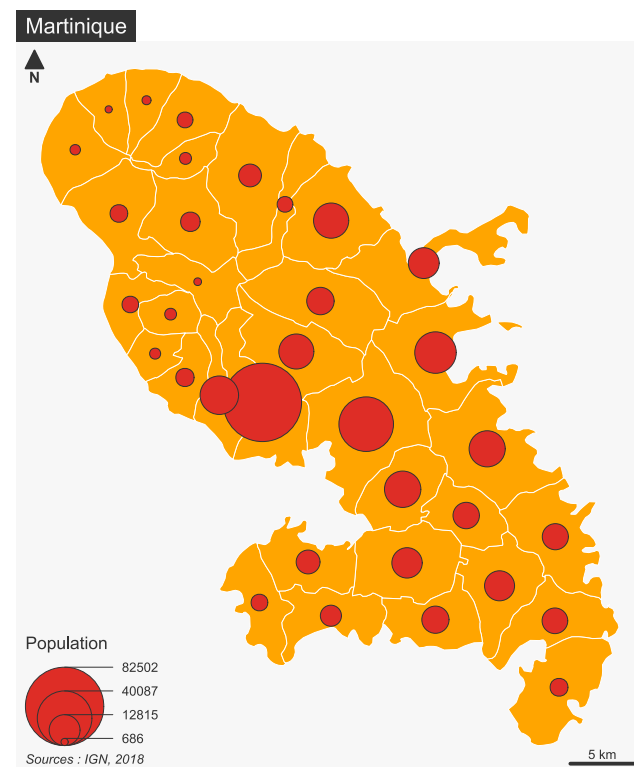 Martinique
N
Population
82502
40087
12815
686
Sources : IGN, 2018
5 km